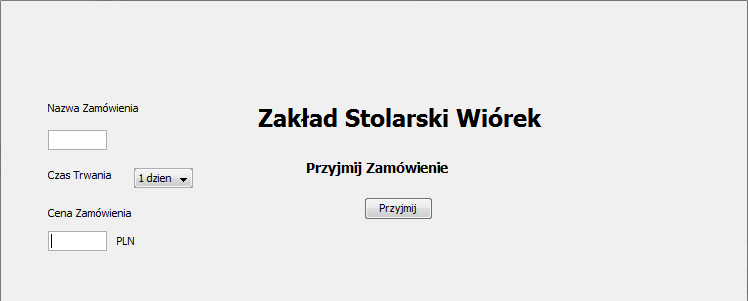 Nazwa Zamówienia
Zakład Stolarski Wiórek
Przyjmij Zamówienie
Czas Trwania 1 dzien
Przyjmij
Cena Zamówienia
PLN